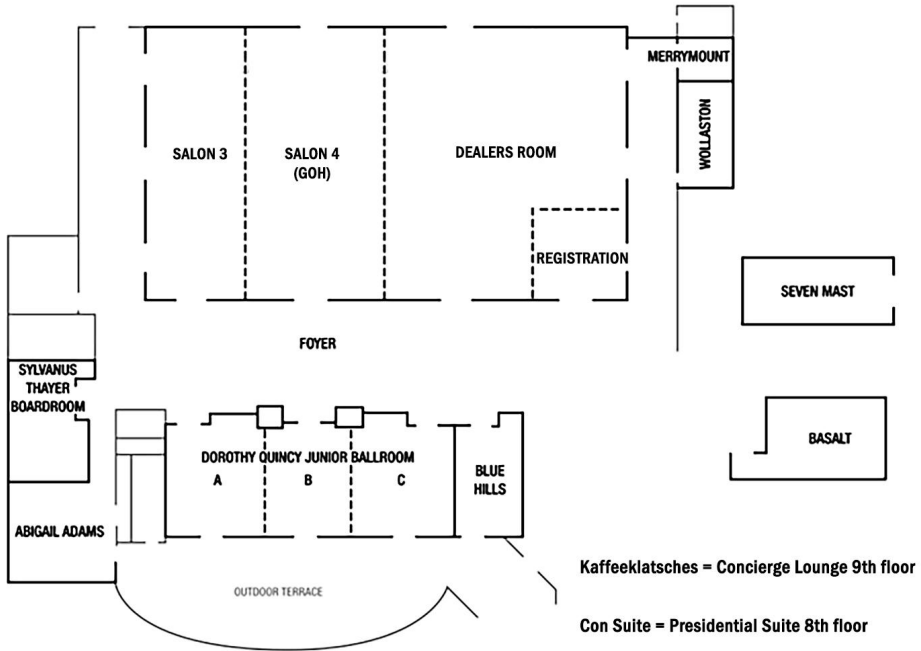 MERRYMOUNT
WOLLASTON
SALON 3
SALON 4
(GOH)
DEALERS ROOM
REGISTRATION
SEVEN MAST
FOYER
SYLVANUS
THAYER
BOARDROOM
DOROTHY QUINCY JUNIOR BALLROOM
A
B
C
BLUE
HILLS
BASALT
ABIGAIL ADAMS
OUTDOOR TERRACE
Kaffeeklatsches = Concierge Lounge 9th floor
Con Suite = Presidential Suite 8th floor